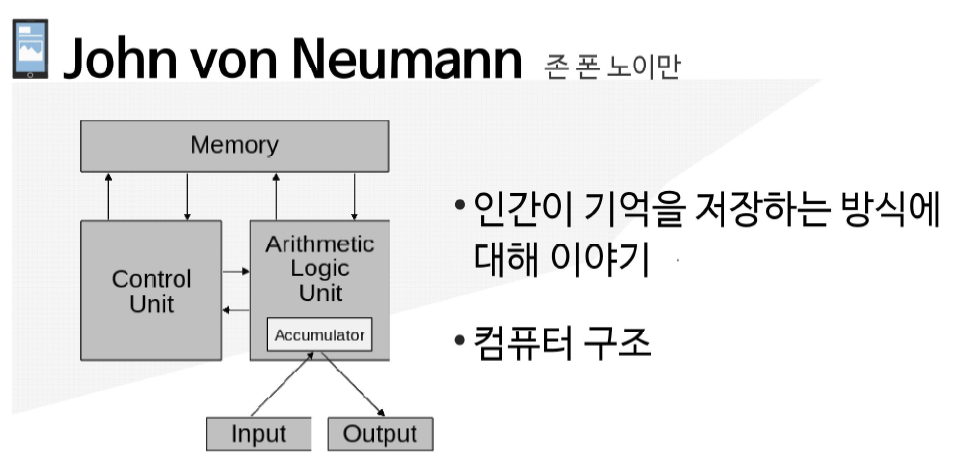 John von Neumann 존 폰 노이만
Memory
Control
Unit
Arithmetic
Logic
Unit
Accumulator
Input
Output
• 인간이 기억을 저장하는 방식에
대해 이야기
• 컴퓨터 구조